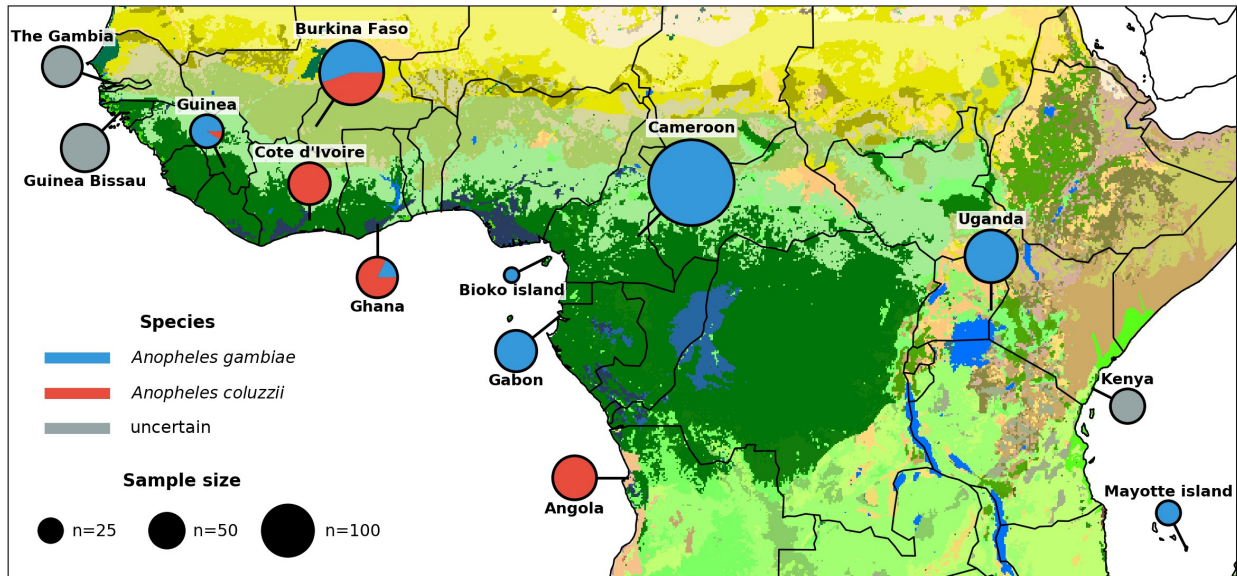 The Gambia
Burkina Faso
Guinea
Cameroon
Cote d'Ivoire
Guinea Bissau
Uganda
Bioko island
Ghana
Gabon
Kenya
Angola
Mayotte island
Species
Anopheles gambiae
Anopheles coluzzii
uncertain
Sample size
n=25
n=50
n=100